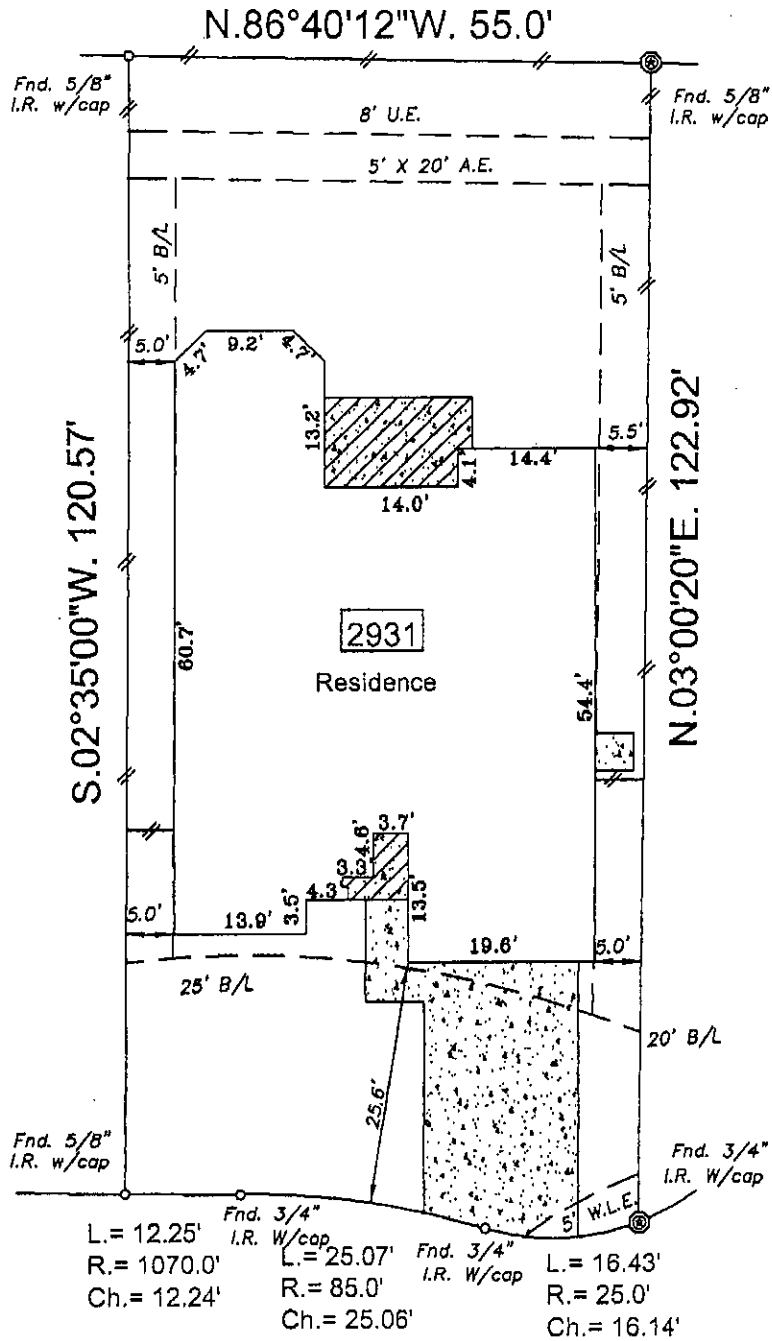 N.86°40'12"W. 55.0'
Fnd. 5/8"
I.R. w/cap
Fnd. 5/8"
I.R. w/cap
8' U.E.
5' X 20' A.E.
5' B/L
5' B/L
5.0'
4.7'
9.2'
4.7'
13.2'
5.5'
14.4'
4.1
14.0'
S.02°35'00"W. 120.57'
N.03°00'20"E. 122.92'
2931
Residence
60.7'
54.4'
3.7'
4.6'
3.3'
4.3'
13.5'
3.5'
5.0'
13.9'
19.6'
5.0'
25' B/L
20' B/L
25.6'
Fnd. 5/8"
I.R. w/cap
Fnd. 3/4"
I.R. W/cap
5' W.L.E.
Fnd. 3/4"
I.R. W/cap
Fnd. 3/4"
I.R. W/cap
L.= 12.25'
R.= 1070.0'
Ch.= 12.24'
L.= 25.07'
R.= 85.0'
Ch.= 25.06'
L.= 16.43'
R.= 25.0'
Ch.= 16.14'